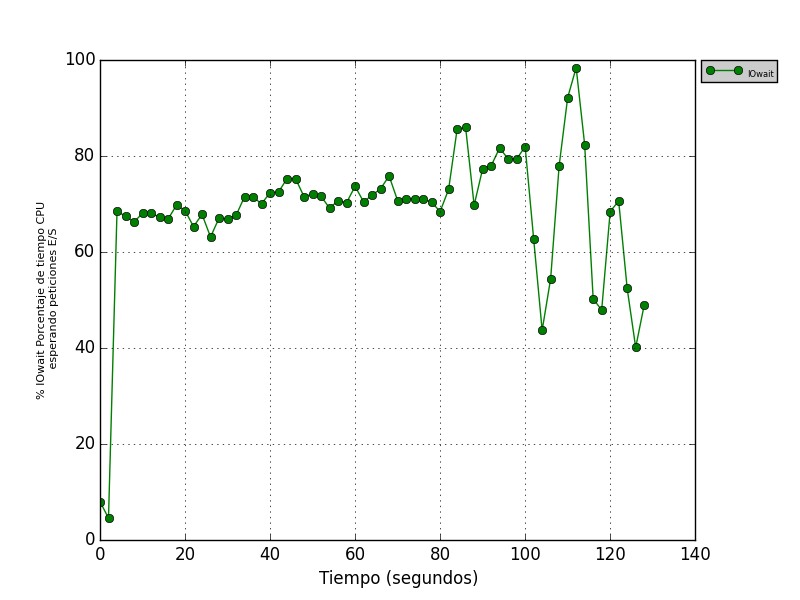 100
80
60
40
20
0
0 20 40 60 80 100 120 140
% IOwait Porcentaje de tiempo CPU
esperando peticiones E/S
Tiempo (segundos)
IOwait